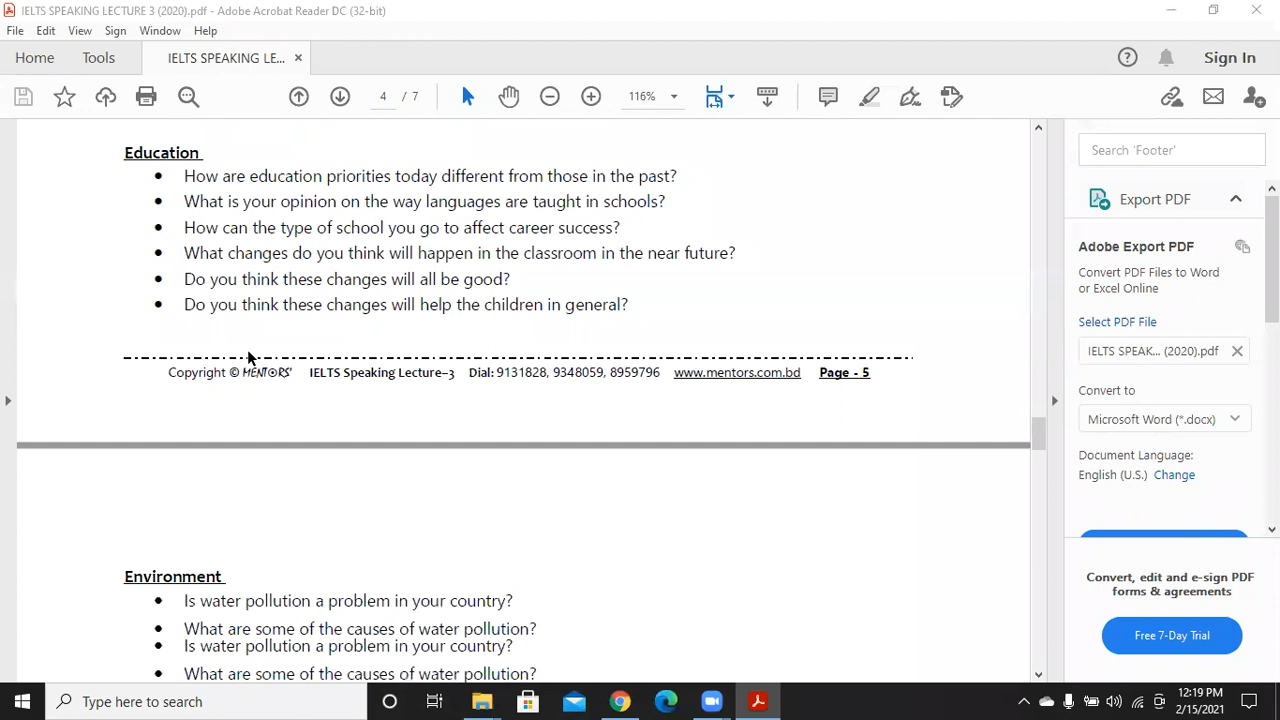 IELTS SPEAKING LECTURE 3 (2020).pdf - Adobe Acrobat Reader DC (32-bit)
File Edit View Sign Window Help
Home Tools IELTS SPEAKING LE... × Sign In
4 / 7 116%
Education
• How are education priorities today different from those in the past?
• What is your opinion on the way languages are taught in schools?
• How can the type of school you go to affect career success?
• What changes do you think will happen in the classroom in the near future?
• Do you think these changes will all be good?
• Do you think these changes will help the children in general?
Copyright © MENTORS' IELTS Speaking Lecture–3 Dial: 9131828, 9348059, 8959796 www.mentors.com.bd Page - 5
Environment
• Is water pollution a problem in your country?
• What are some of the causes of water pollution?
• Is water pollution a problem in your country?
• What are some of the causes of water pollution?
Search 'Footer'
Export PDF
Adobe Export PDF
Convert PDF Files to Word
or Excel Online
Select PDF File
IELTS SPEAK... (2020).pdf
Convert to
Microsoft Word (*.docx)
Document Language:
English (U.S.) Change
Convert, edit and e-sign PDF
forms & agreements
Free 7-Day Trial
Type here to search
12:19 PM
2/15/2021